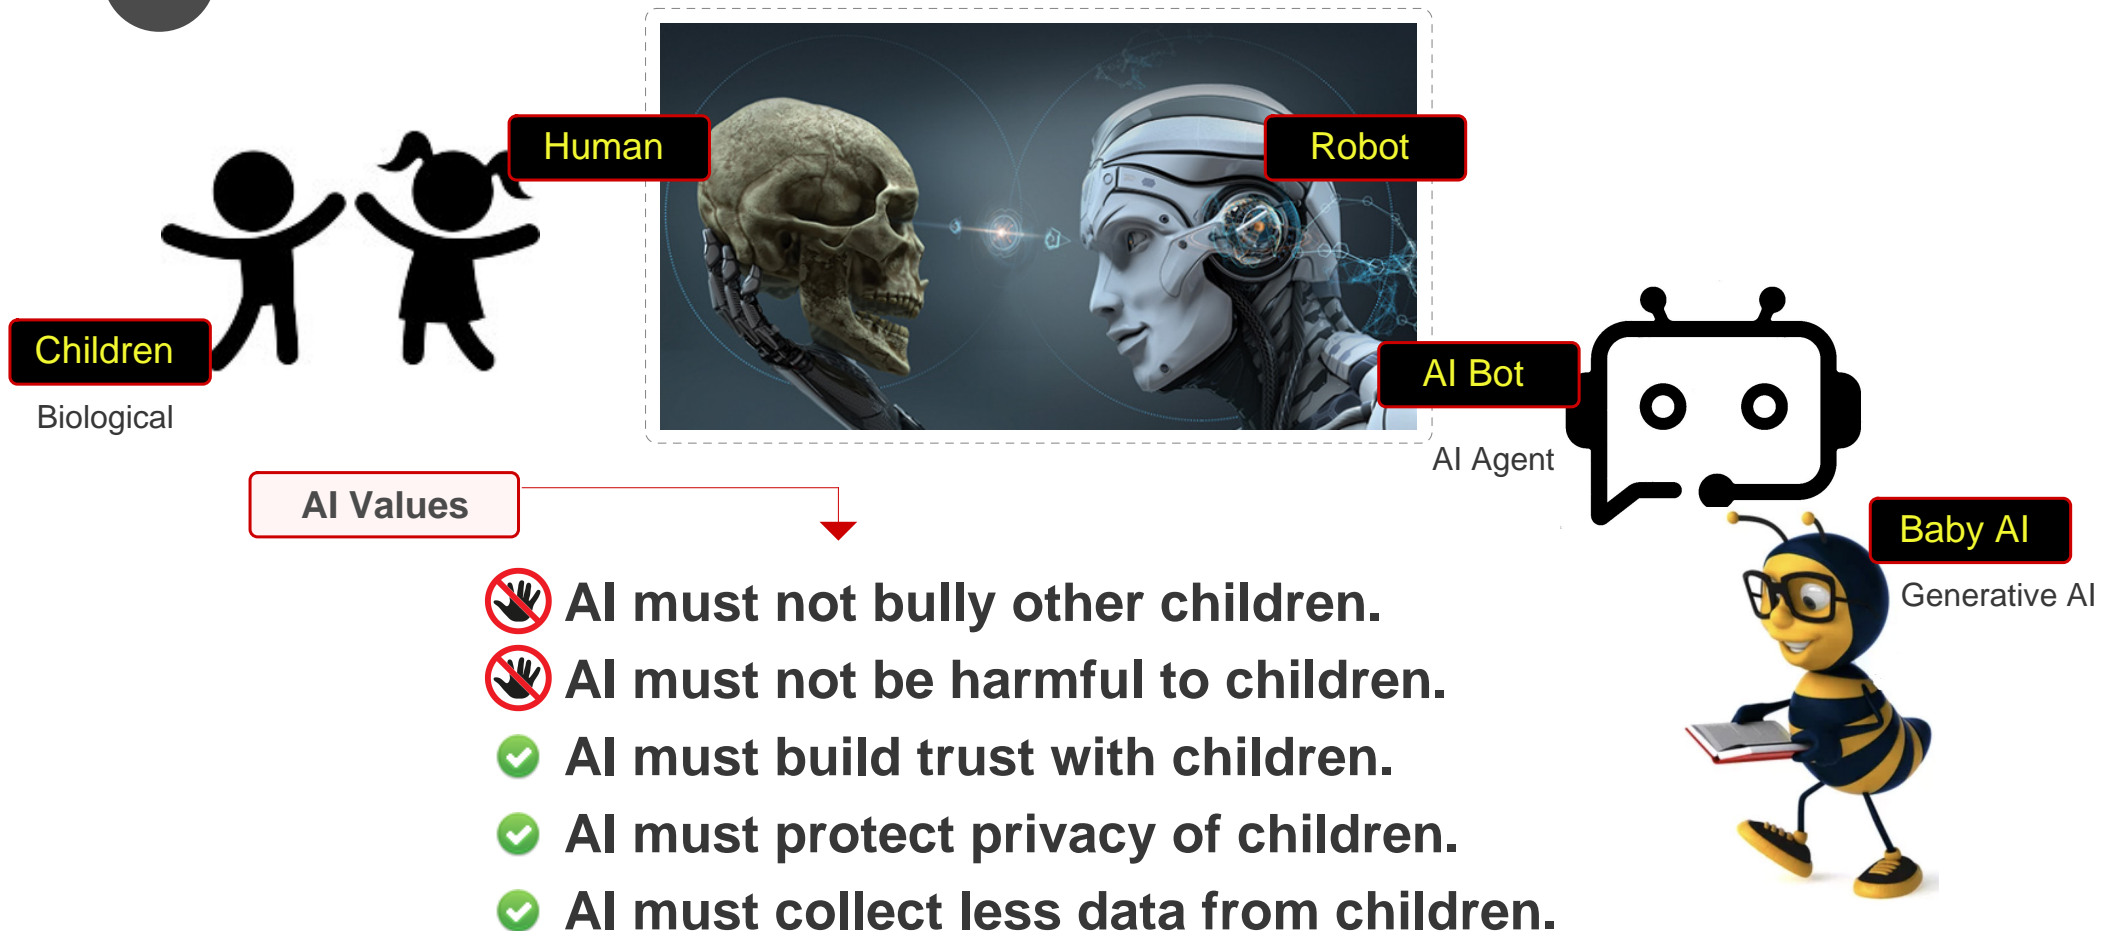 Human
Robot
Children
Biological
AI Bot
AI Agent
AI Values
Baby AI
Generative AI
AI must not bully other children.
AI must not be harmful to children.
AI must build trust with children.
AI must protect privacy of children.
AI must collect less data from children.